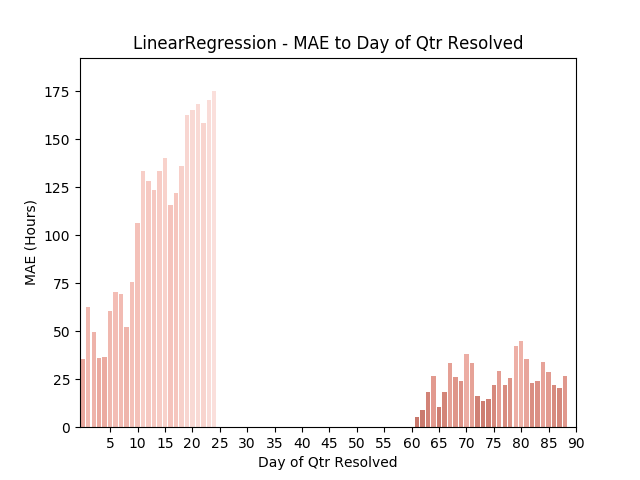 LinearRegression - MAE to Day of Qtr Resolved
MAE (Hours)
175
150
125
100
75
50
25
0
5 10 15 20 25 30 35 40 45 50 55 60 65 70 75 80 85 90
Day of Qtr Resolved